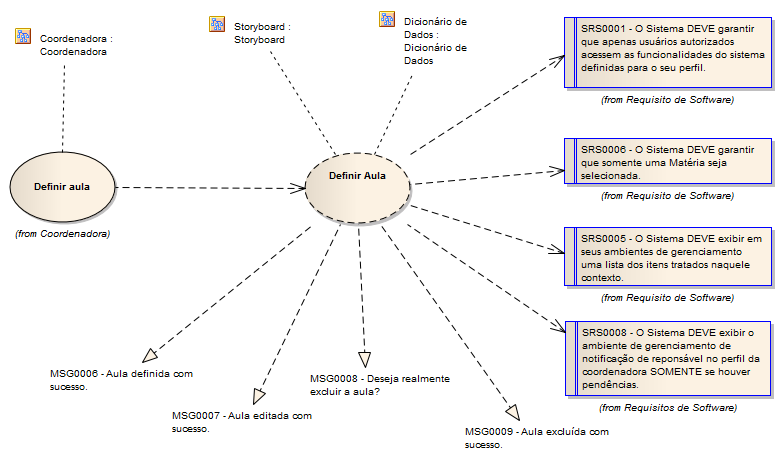 Coordenadora :
Coordenadora
Storyboard :
Storyboard
Dicionário de
Dados :
Dicionário de
Dados
SRS0001 - O Sistema DEVE garantir
que apenas usuários autorizados
acessem as funcionalidades do sistema
definidas para o seu perfil.
(from Requisito de Software)
Definir aula
(from Coordenadora)
Definir Aula
SRS0006 - O Sistema DEVE garantir
que somente uma Matéria seja
selecionada.
(from Requisito de Software)
SRS0005 - O Sistema DEVE exibir em
seus ambientes de gerenciamento
uma lista dos itens tratados naquele
contexto.
(from Requisito de Software)
SRS0008 - O Sistema DEVE exibir o
ambiente de gerenciamento de
notificação de reponsável no perfil da
coordenadora SOMENTE se houver
pendências.
(from Requisitos de Software)
MSG0006 - Aula definida com
sucesso.
MSG0007 - Aula editada com
sucesso.
MSG0008 - Deseja realmente
excluir a aula?
MSG0009 - Aula excluída com
sucesso.